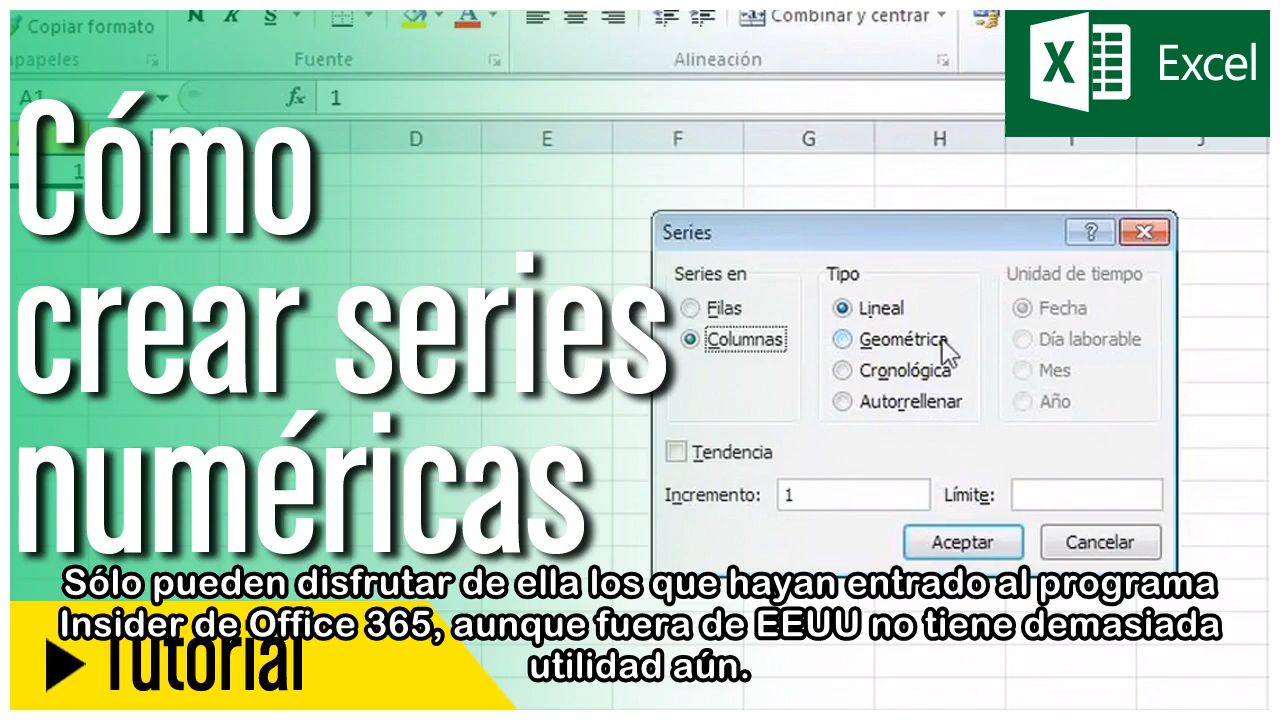 Copiar formato
N K S
A
Combinar y centrar
Fuente
Alineación
X Excel
A1
fx 1
D E F G H
1
Cómo
crear series
numéricas
Series
?
Series en
Filas
Columnas
Tipo
Lineal
Geométrica
Cronológica
Autorrellenar
Unidad de tiempo
Fecha
Día laborable
Mes
Año
Tendencia
Incremento: 1
Límite:
Aceptar
Cancelar
Sólo pueden disfrutar de ella los que hayan entrado al programa
Insider de Office 365, aunque fuera de EEUU no tiene demasiada
utilidad aún.
Tutorial